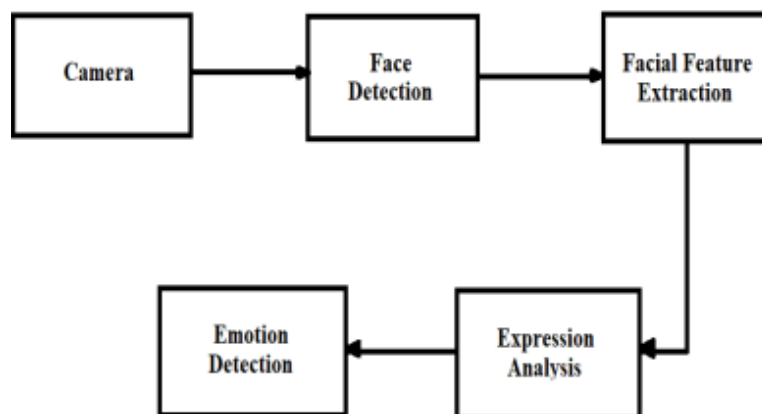 Camera
Face
Detection
Facial Feature
Extraction
Expression
Analysis
Emotion
Detection